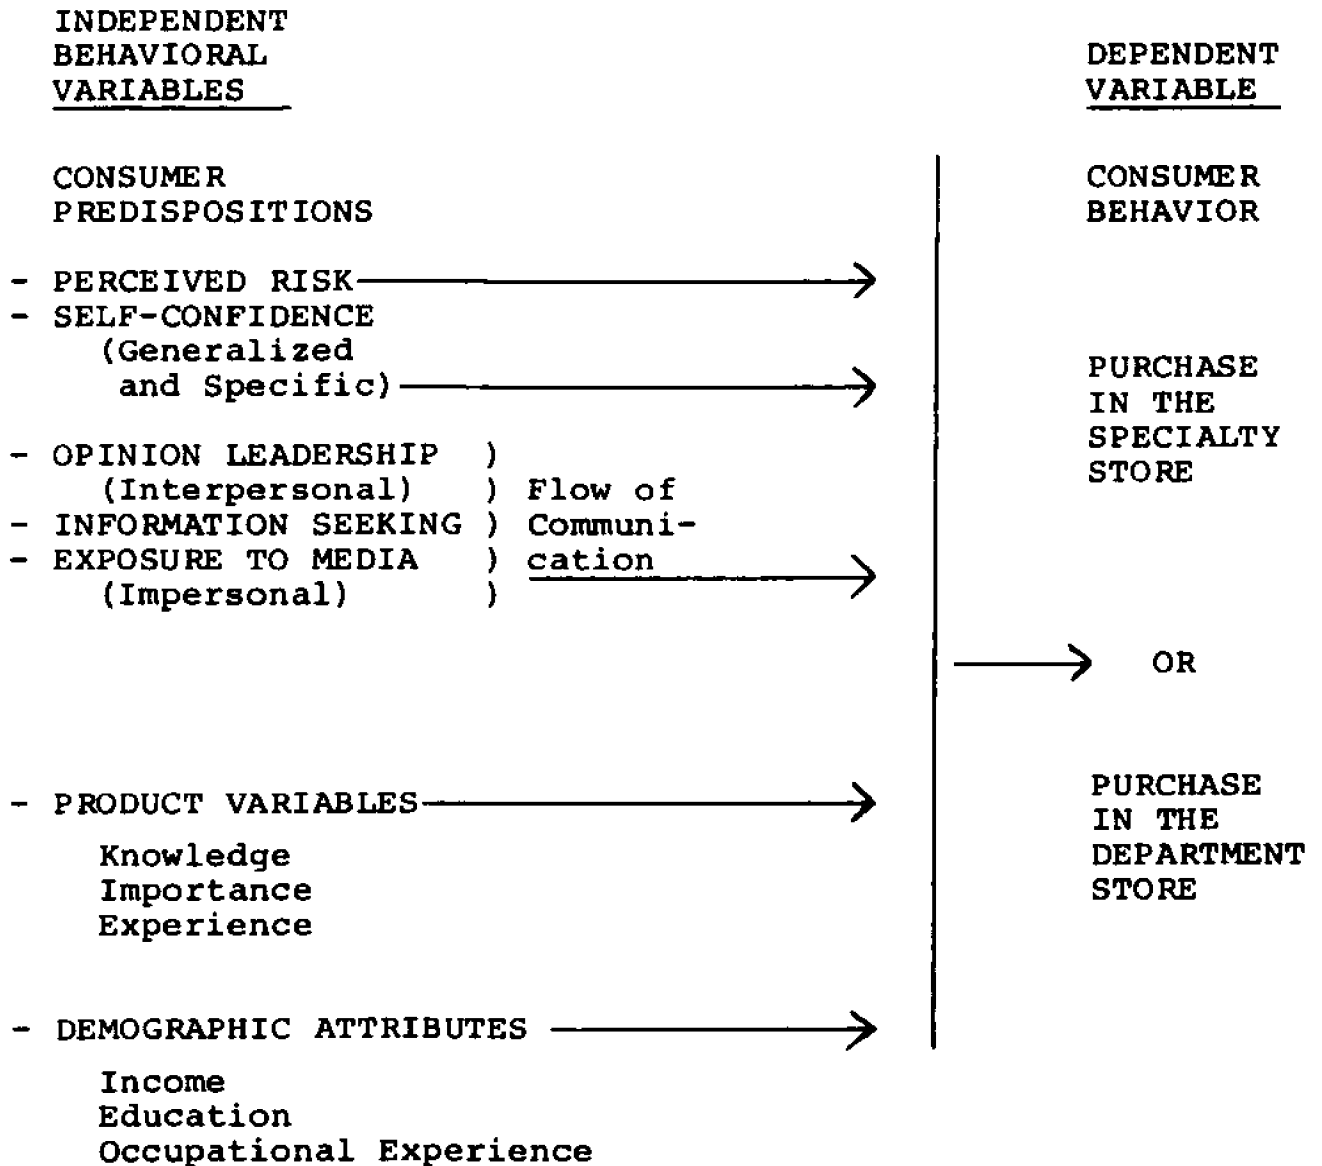 INDEPENDENT
BEHAVIORAL
VARIABLES
DEPENDENT
VARIABLE
CONSUMER
PREDISPOSITIONS
CONSUMER
BEHAVIOR
- PERCEIVED RISK
- SELF-CONFIDENCE
(Generalized
and Specific)
PURCHASE
IN THE
SPECIALTY
STORE
- OPINION LEADERSHIP )
(Interpersonal) ) Flow of
- INFORMATION SEEKING ) Communi-
- EXPOSURE TO MEDIA ) cation
(Impersonal) )
OR
- PRODUCT VARIABLES
Knowledge
Importance
Experience
PURCHASE
IN THE
DEPARTMENT
STORE
- DEMOGRAPHIC ATTRIBUTES
Income
Education
Occupational Experience